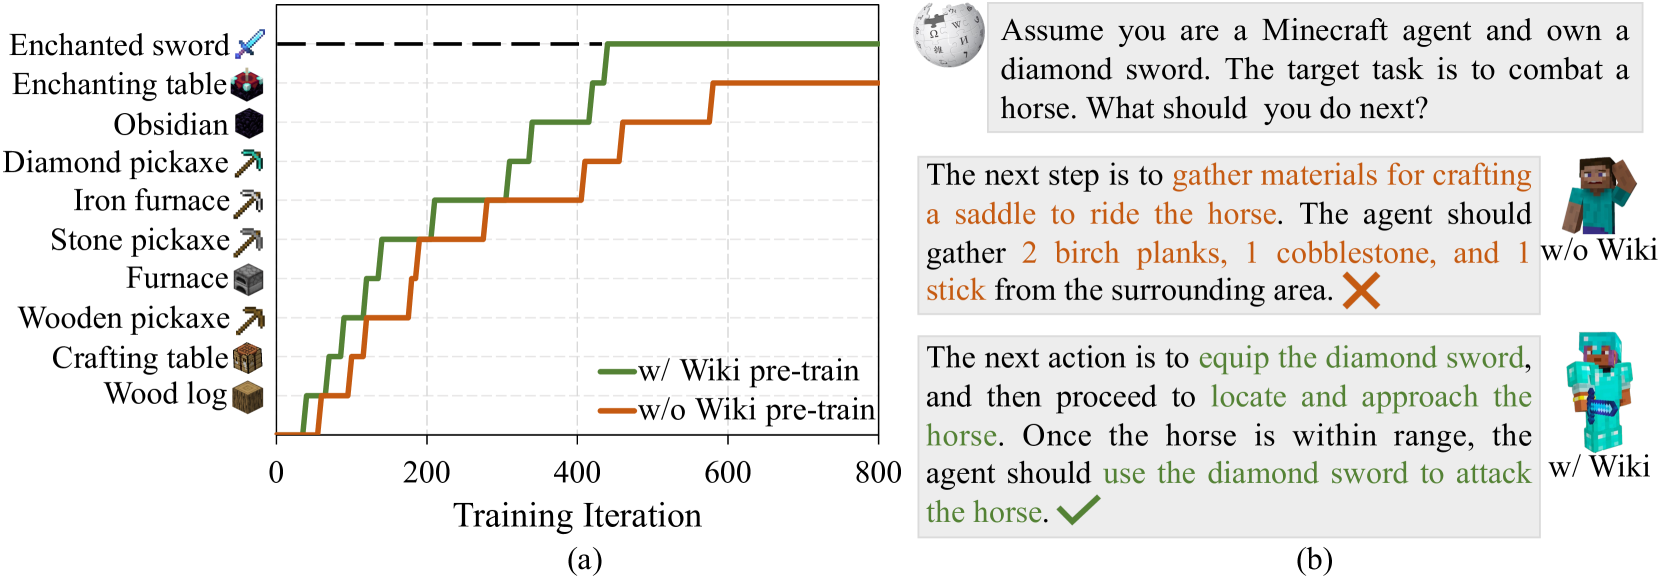 Enchanted sword
Enchanting table
Obsidian
Diamond pickaxe
Iron furnace
Stone pickaxe
Furnace
Wooden pickaxe
Crafting table
Wood log
w/ Wiki pre-train
w/o Wiki pre-train
0 200 400 600 800
Training Iteration
(a)
Assume you are a Minecraft agent and own a
diamond sword. The target task is to combat a
horse. What should you do next?
The next step is to gather materials for crafting
a saddle to ride the horse. The agent should
gather 2 birch planks, 1 cobblestone, and 1
stick from the surrounding area.
w/o Wiki
The next action is to equip the diamond sword,
and then proceed to locate and approach the
horse. Once the horse is within range, the
agent should use the diamond sword to attack
the horse.
w/ Wiki
(b)